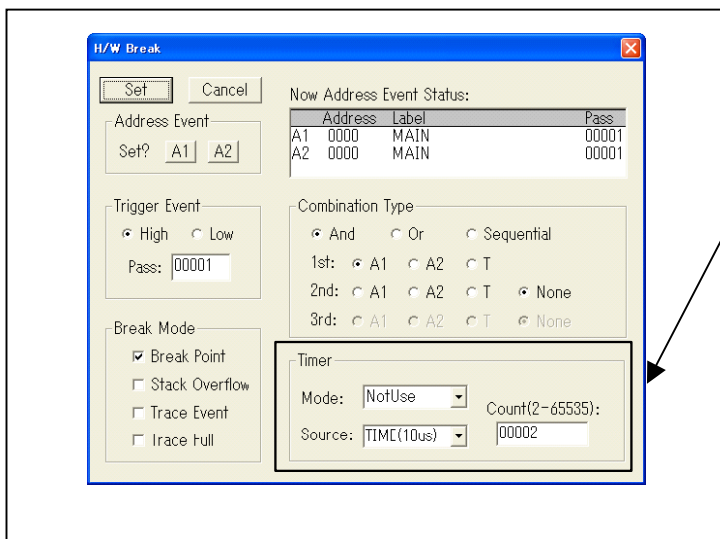 H/W Break
Set Cancel
Address Event
Set? A1 A2
Now Address Event Status:
Address Label Pass
A1 0000 MAIN 00001
A2 0000 MAIN 00001
Trigger Event
High Low
Pass: 00001
Combination Type
And Or Sequential
1st: A1 A2 T
2nd: A1 A2 T None
3rd: A1 A2 T None
Break Mode
Break Point
Stack Overflow
Trace Event
Trace Full
Timer
Mode: NotUse
Count(2-65535):
Source: TIME(10us) 00002